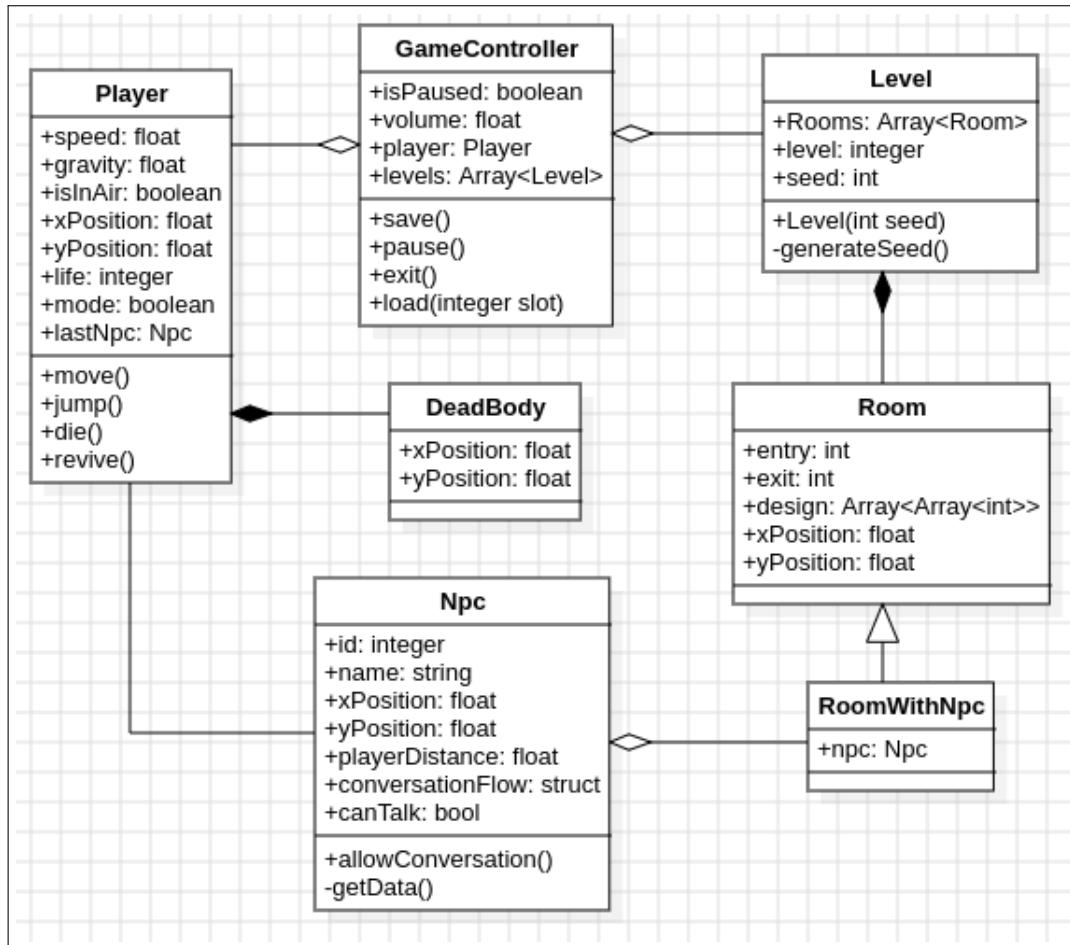 Player
+speed: float
+gravity: float
+isInAir: boolean
+xPosition: float
+yPosition: float
+life: integer
+mode: boolean
+lastNpc: Npc
+move()
+jump()
+die()
+revive()
GameController
+isPaused: boolean
+volume: float
+player: Player
+levels: Array<Level>
+save()
+pause()
+exit()
+load(integer slot)
Level
+Rooms: Array<Room>
+level: integer
+seed: int
+Level(int seed)
-generateSeed()
DeadBody
+xPosition: float
+yPosition: float
Room
+entry: int
+exit: int
+design: Array<Array<int>>
+xPosition: float
+yPosition: float
Npc
+id: integer
+name: string
+xPosition: float
+yPosition: float
+playerDistance: float
+conversationFlow: struct
+canTalk: bool
+allowConversation()
-getData()
RoomWithNpc
+npc: Npc